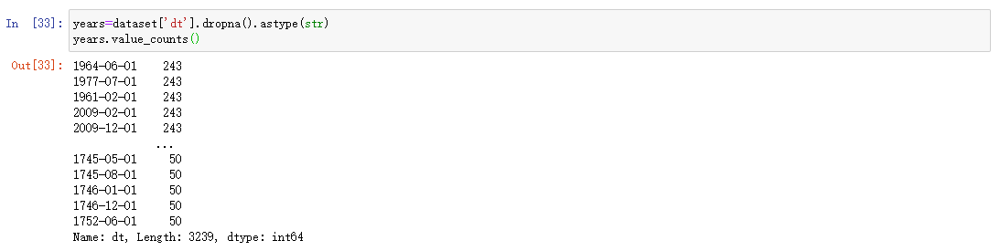 In [33]: years=dataset['dt'].dropna().astype(str)
years.value_counts()
Out[33]: 1964-06-01    243
1977-07-01    243
1961-02-01    243
2009-02-01    243
2009-12-01    243
...
1745-05-01    50
1745-08-01    50
1746-01-01    50
1746-12-01    50
1752-06-01    50
Name: dt, Length: 3239, dtype: int64